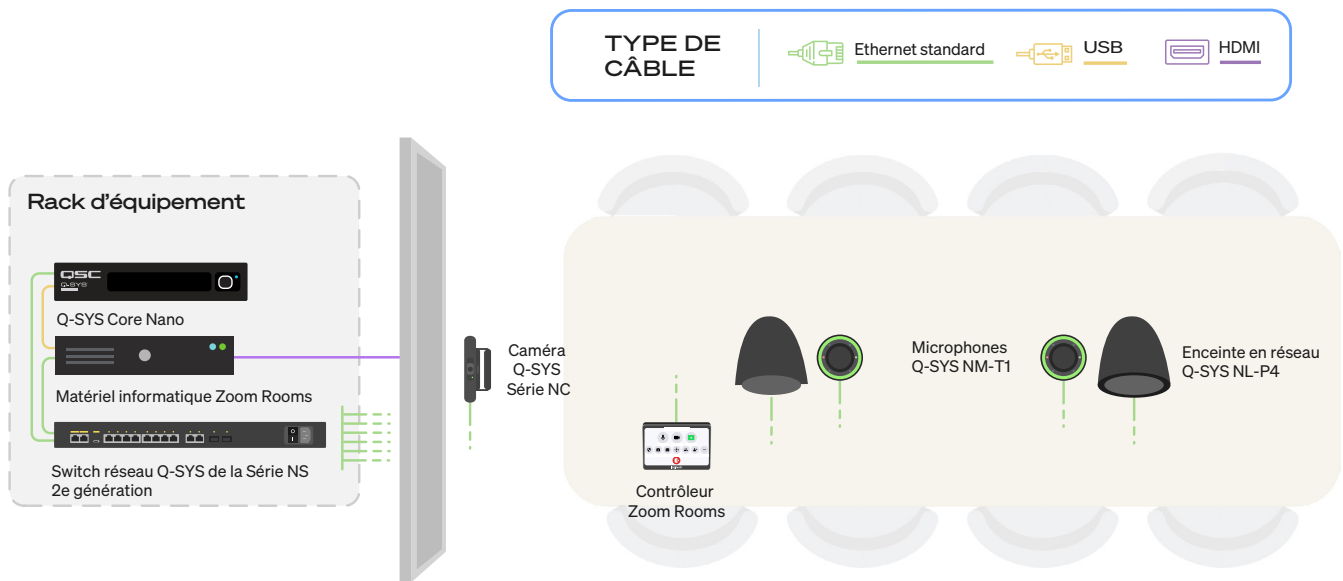 TYPE DE
CÂBLE
Ethernet standard
USB
HDMI
Rack d'équipement
QSC
Q-SYS
Q-SYS Core Nano
Matériel informatique Zoom Rooms
Switch réseau Q-SYS de la Série NS
2e génération
Caméra
Q-SYS
Série NC
Contrôleur
Zoom Rooms
Microphones
Q-SYS NM-T1
Enceinte en réseau
Q-SYS NL-P4